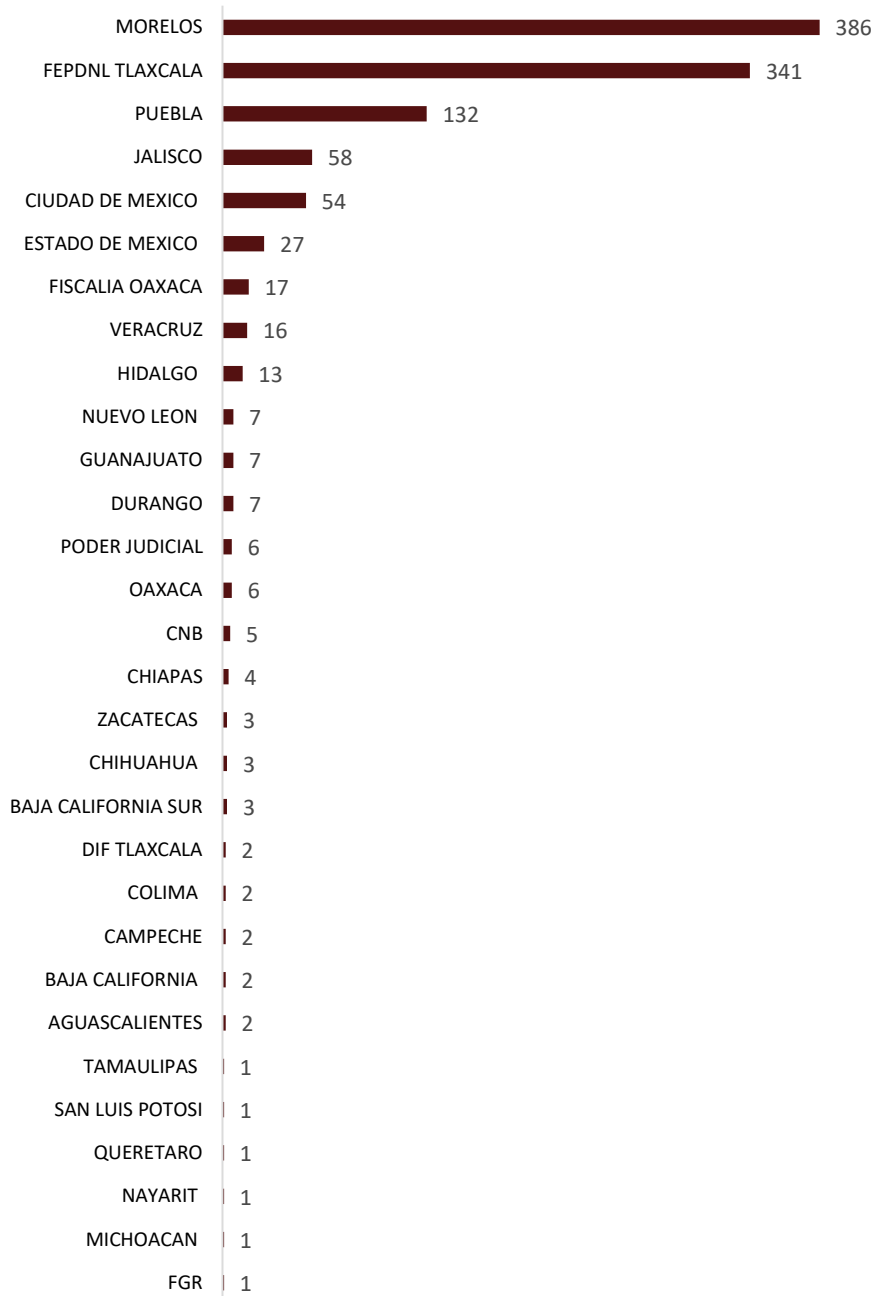 MORELOS 386
FEPDNL TLAXCALA 341
PUEBLA 132
JALISCO 58
CIUDAD DE MEXICO 54
ESTADO DE MEXICO 27
FISCALIA OAXACA 17
VERACRUZ 16
HIDALGO 13
NUEVO LEON 7
GUANAJUATO 7
DURANGO 7
PODER JUDICIAL 6
OAXACA 6
CNB 5
CHIAPAS 4
ZACATECAS 3
CHIHUAHUA 3
BAJA CALIFORNIA SUR 3
DIF TLAXCALA 2
COLIMA 2
CAMPECHE 2
BAJA CALIFORNIA 2
AGUASCALIENTES 2
TAMAULIPAS 1
SAN LUIS POTOSI 1
QUERETARO 1
NAYARIT 1
MICHOACAN 1
FGR 1